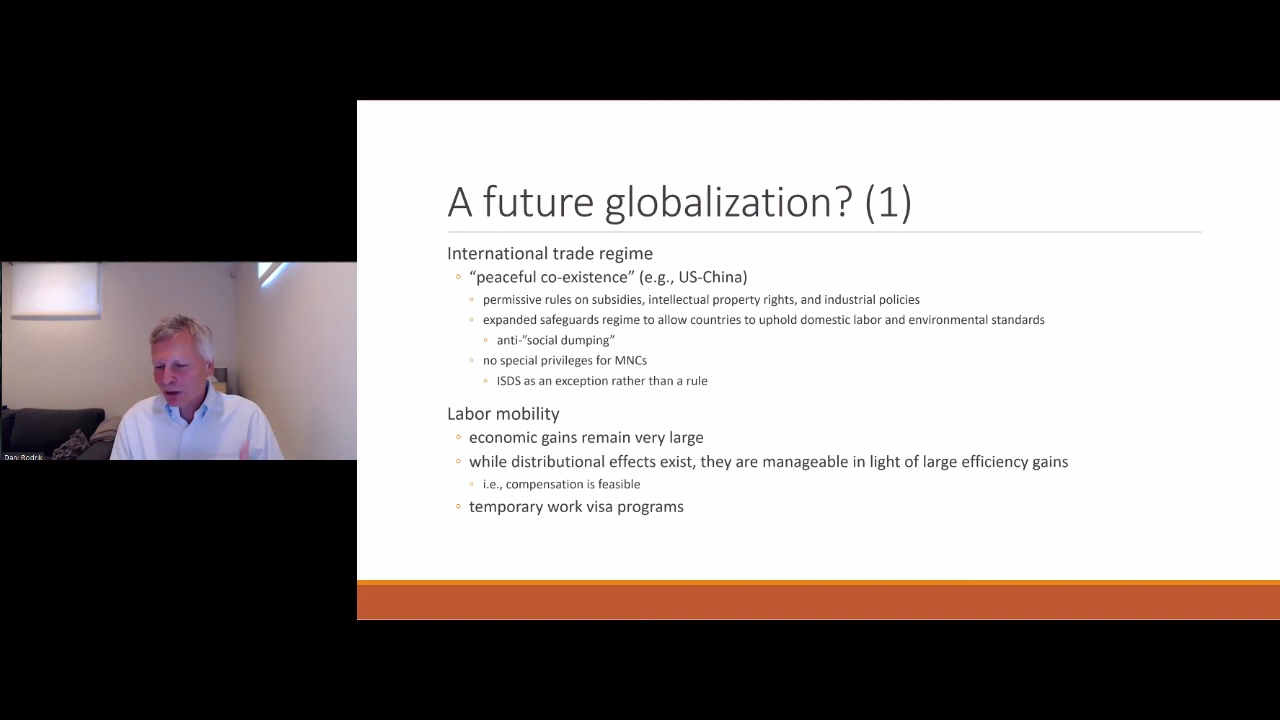 A future globalization? (1)
International trade regime
◦ “peaceful co-existence” (e.g., US-China)
◦ permissive rules on subsidies, intellectual property rights, and industrial policies
◦ expanded safeguards regime to allow countries to uphold domestic labor and environmental standards
◦ anti-“social dumping”
◦ no special privileges for MNCs
◦ ISDS as an exception rather than a rule
Labor mobility
◦ economic gains remain very large
◦ while distributional effects exist, they are manageable in light of large efficiency gains
◦ i.e., compensation is feasible
◦ temporary work visa programs
Dani Rodrik